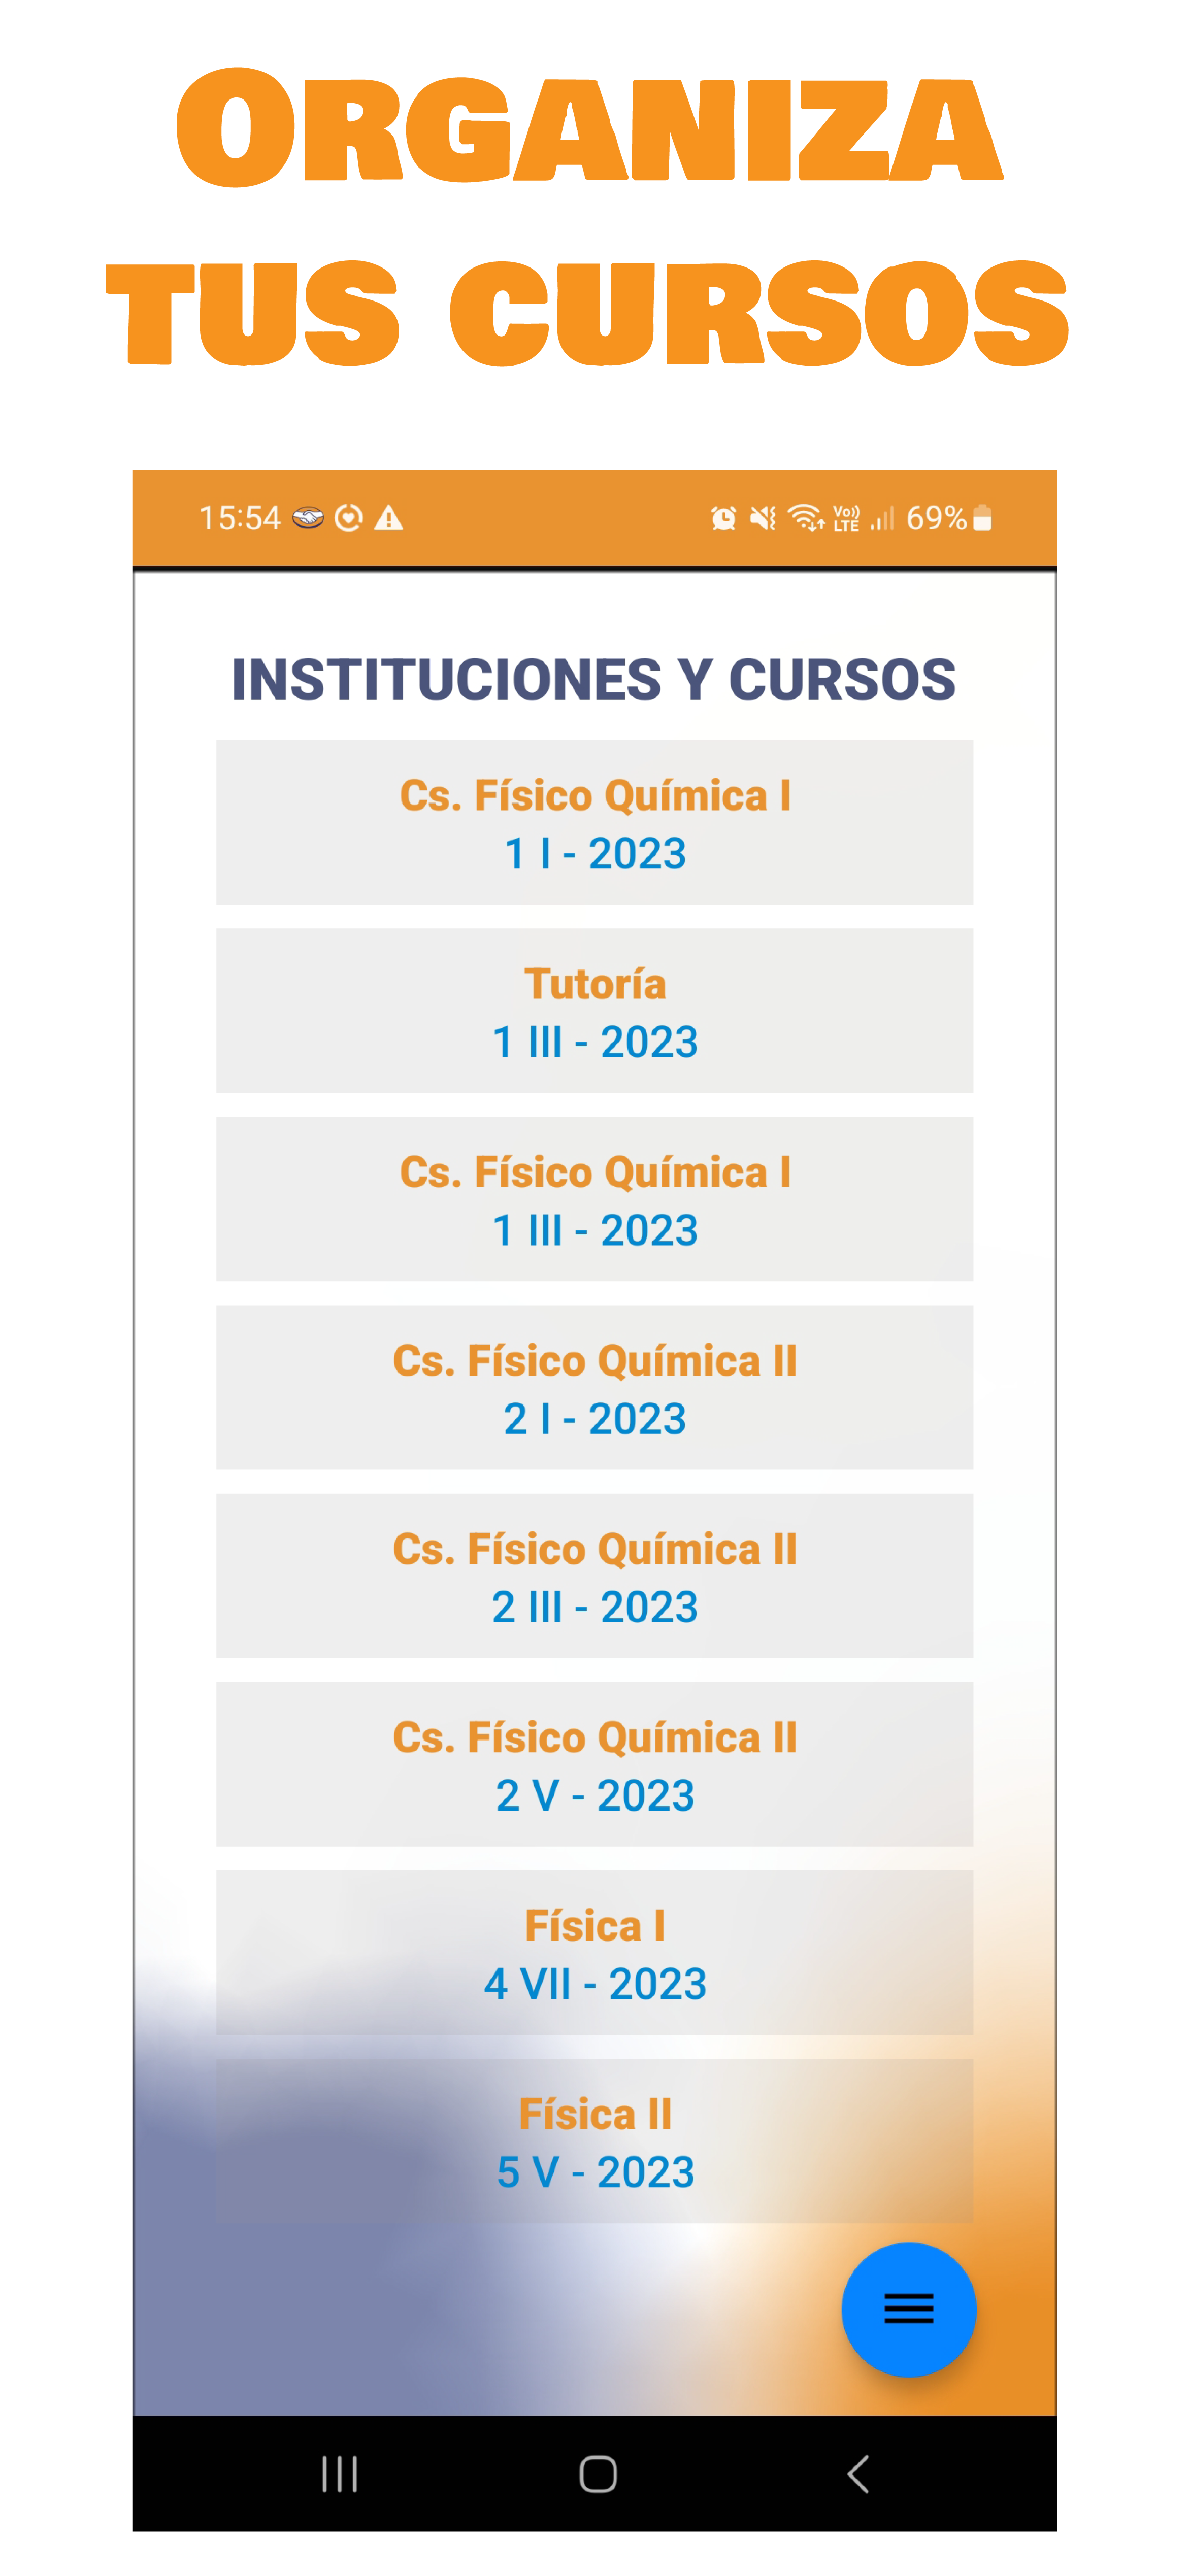 ORGANIZA
TUS CURSOS
15:54
Vo))
LTE
69%
INSTITUCIONES Y CURSOS
Cs. Físico Química I
1 I - 2023
Tutoría
1 III - 2023
Cs. Físico Química I
1 III - 2023
Cs. Físico Química II
2 I - 2023
Cs. Físico Química II
2 III - 2023
Cs. Físico Química II
2 V - 2023
Física I
4 VII - 2023
Física II
5 V - 2023